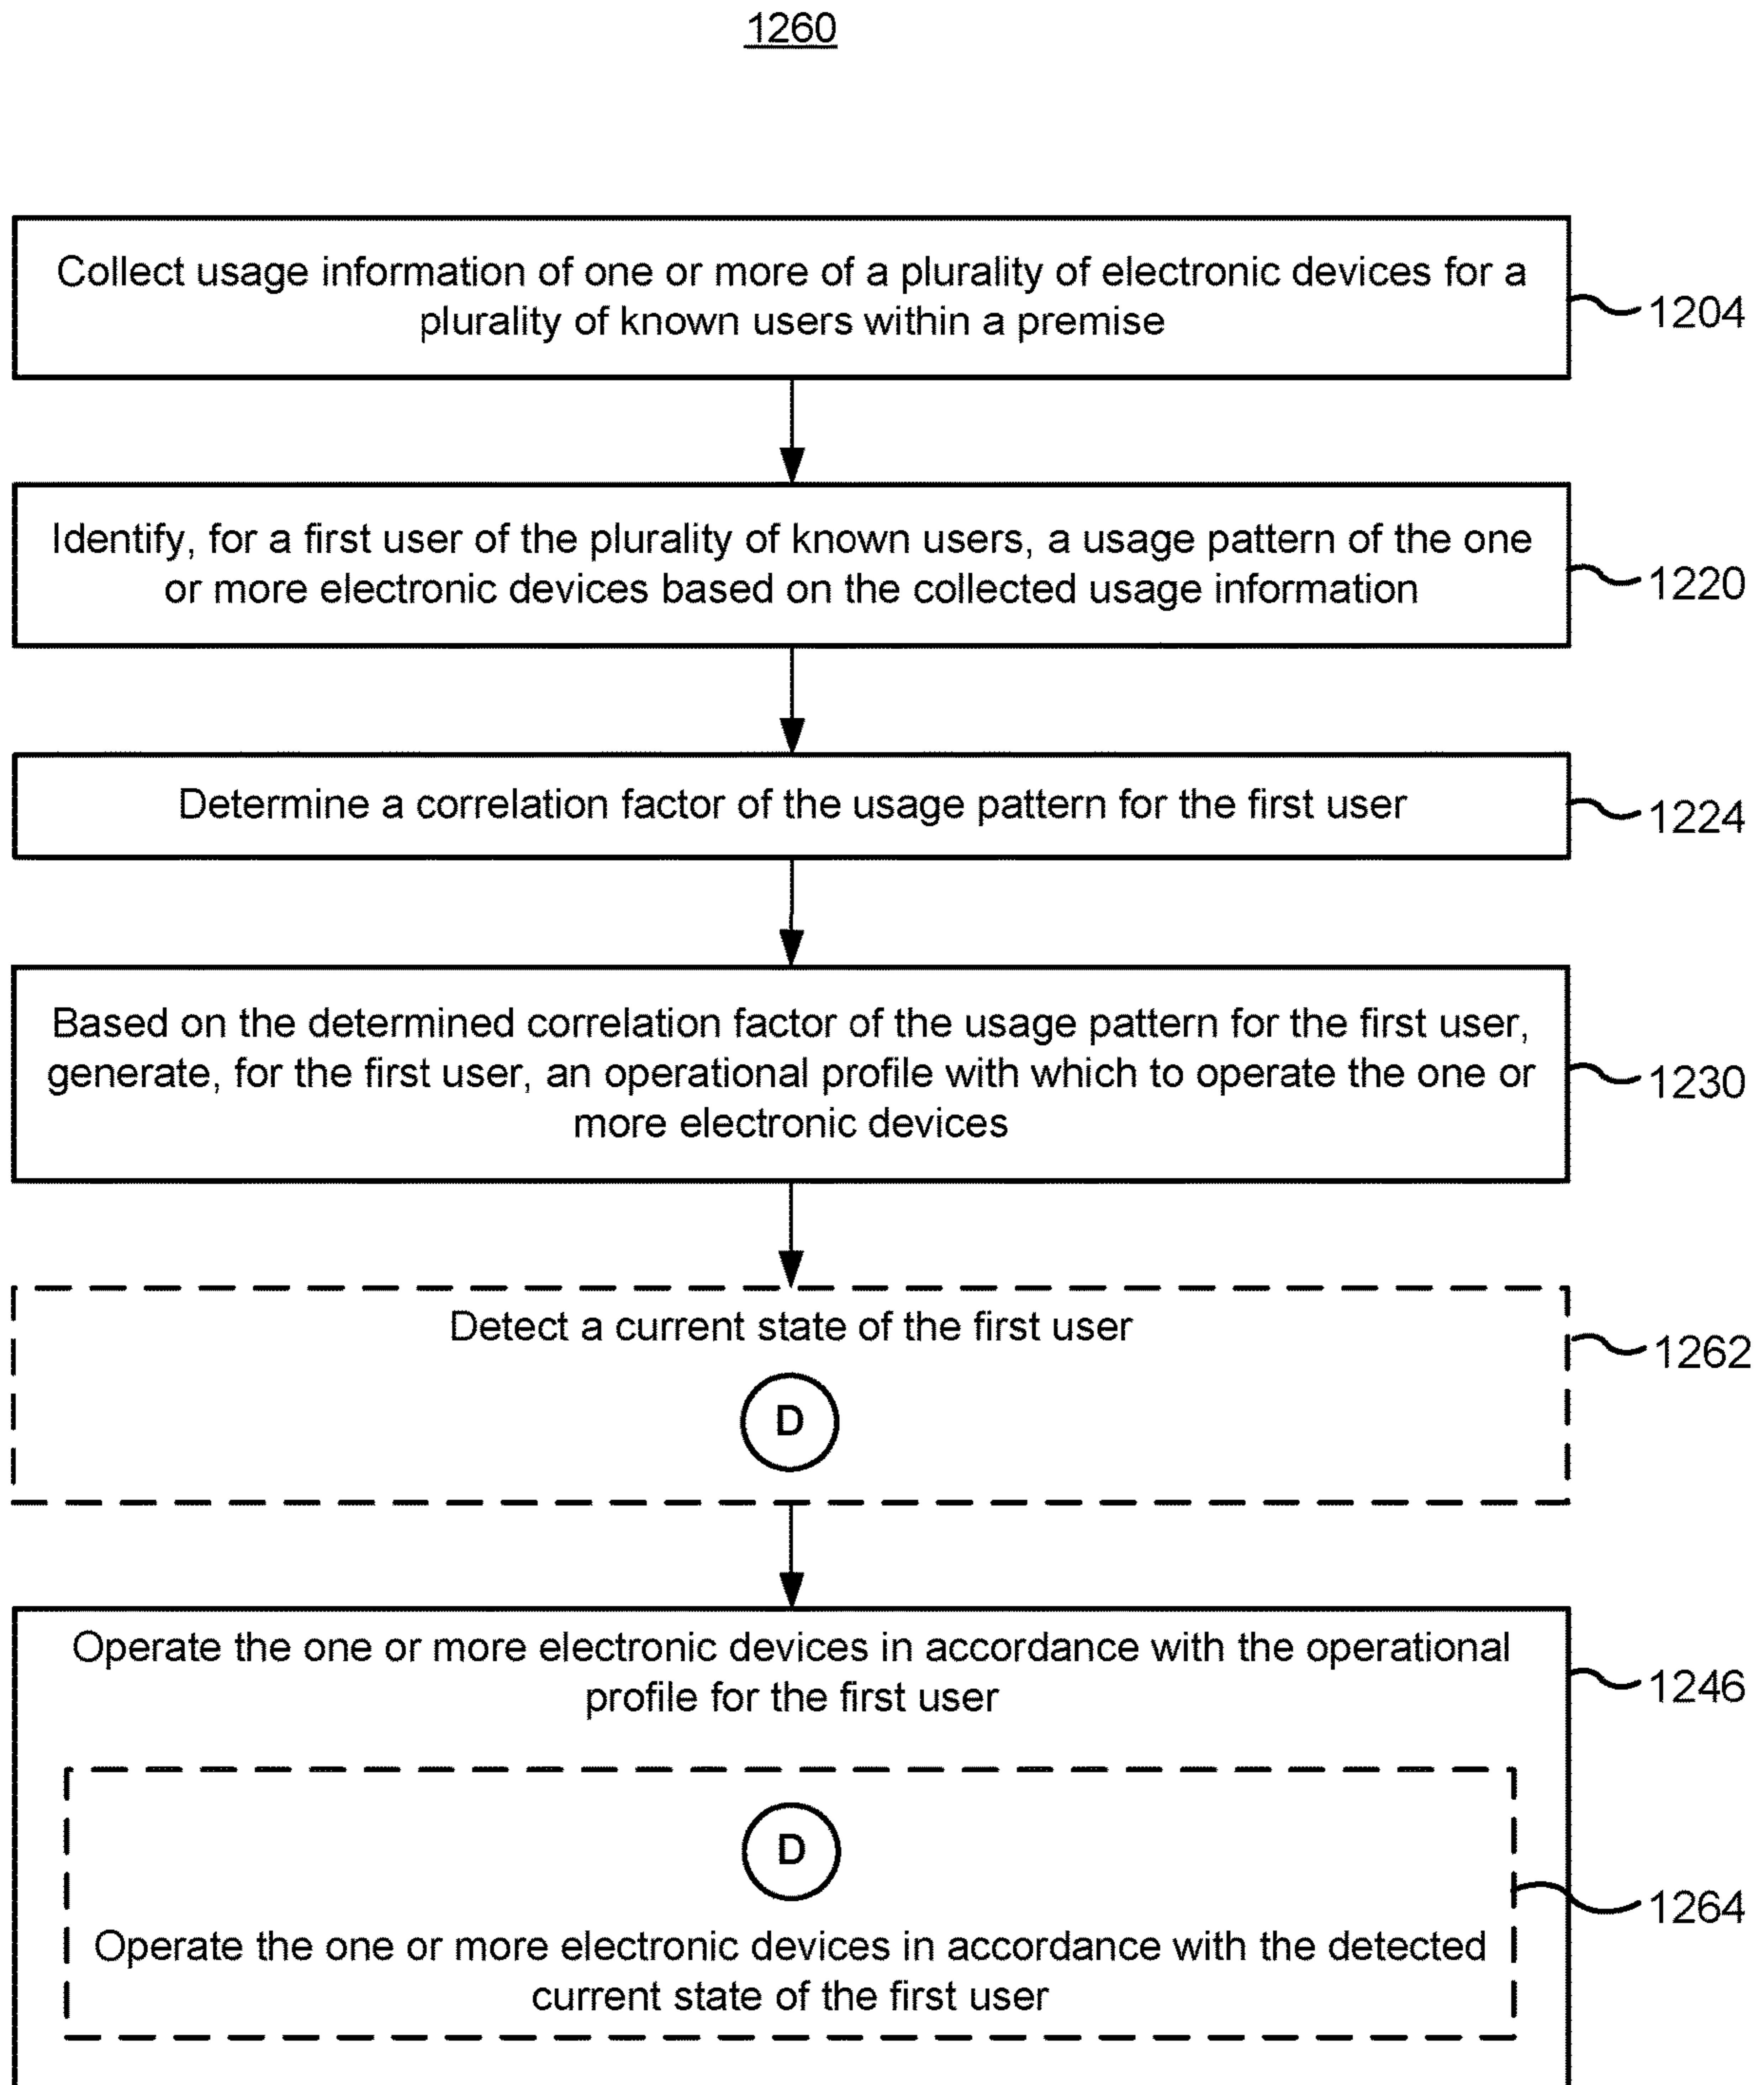 1260
Collect usage information of one or more of a plurality of electronic devices for a
plurality of known users within a premise
1204
Identify, for a first user of the plurality of known users, a usage pattern of the one
or more electronic devices based on the collected usage information
1220
Determine a correlation factor of the usage pattern for the first user
1224
Based on the determined correlation factor of the usage pattern for the first user,
generate, for the first user, an operational profile with which to operate the one or
more electronic devices
1230
Detect a current state of the first user
D
1262
Operate the one or more electronic devices in accordance with the operational
profile for the first user
1246
D
Operate the one or more electronic devices in accordance with the detected
current state of the first user
1264